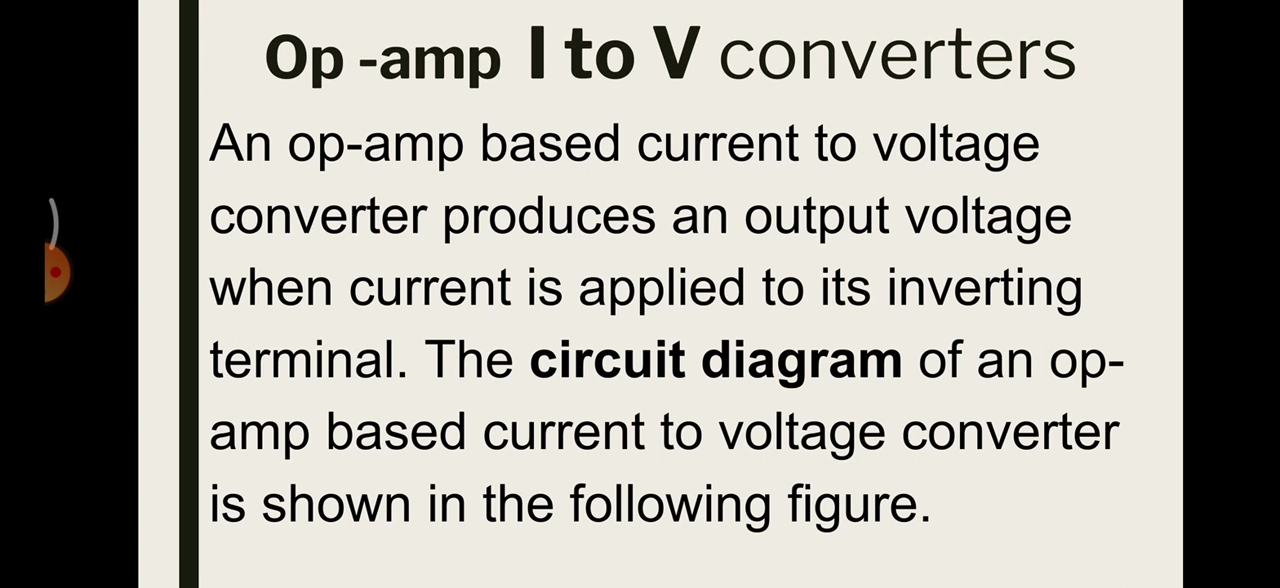 Op -amp I to V converters
An op-amp based current to voltage
converter produces an output voltage
when current is applied to its inverting
terminal. The circuit diagram of an op-
amp based current to voltage converter
is shown in the following figure.